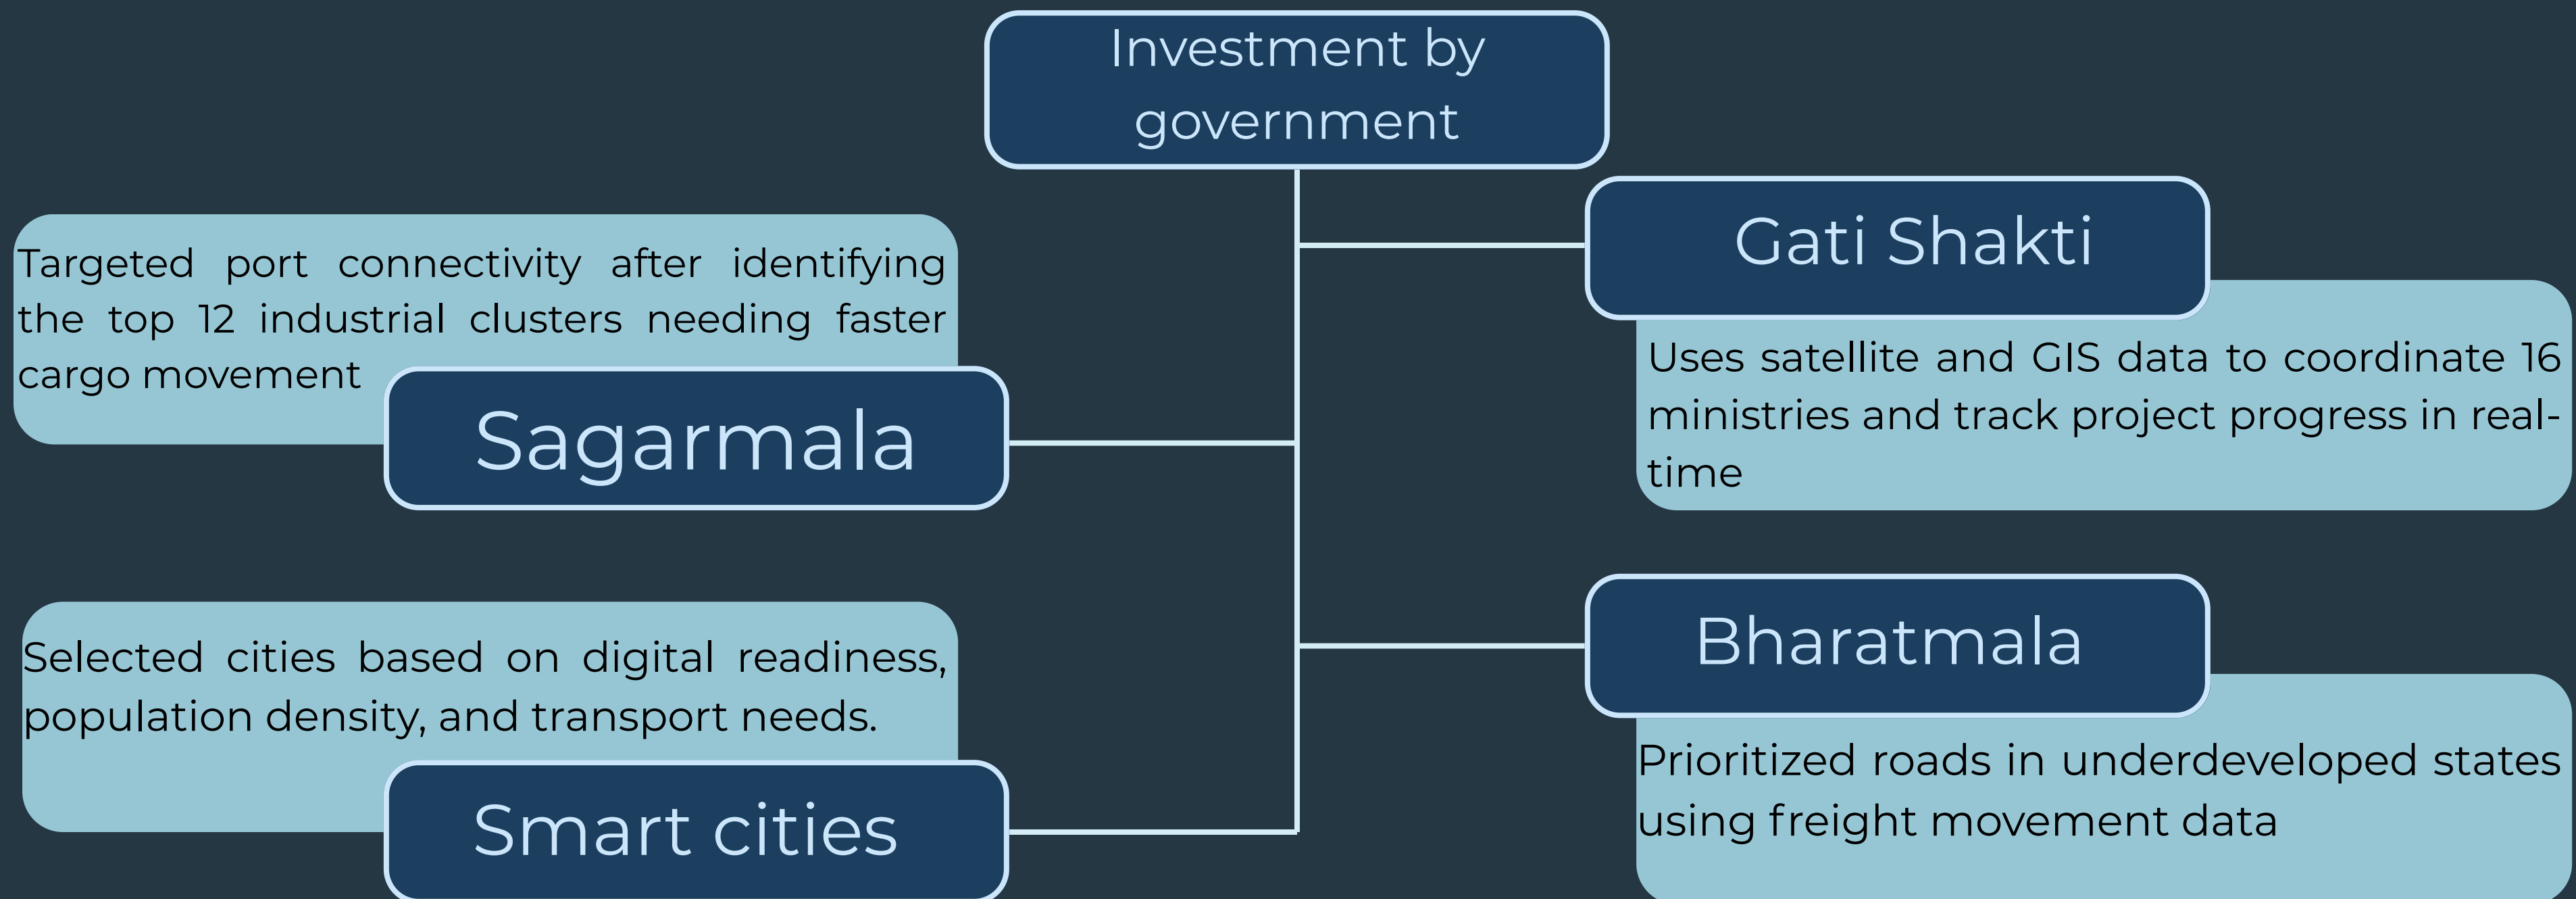 Investment by
government
Targeted port connectivity after identifying
the top 12 industrial clusters needing faster
cargo movement
Sagarmala
Gati Shakti
Uses satellite and GIS data to coordinate 16
ministries and track project progress in real-
time
Selected cities based on digital readiness,
population density, and transport needs.
Smart cities
Bharatmala
Prioritized roads in underdeveloped states
using freight movement data